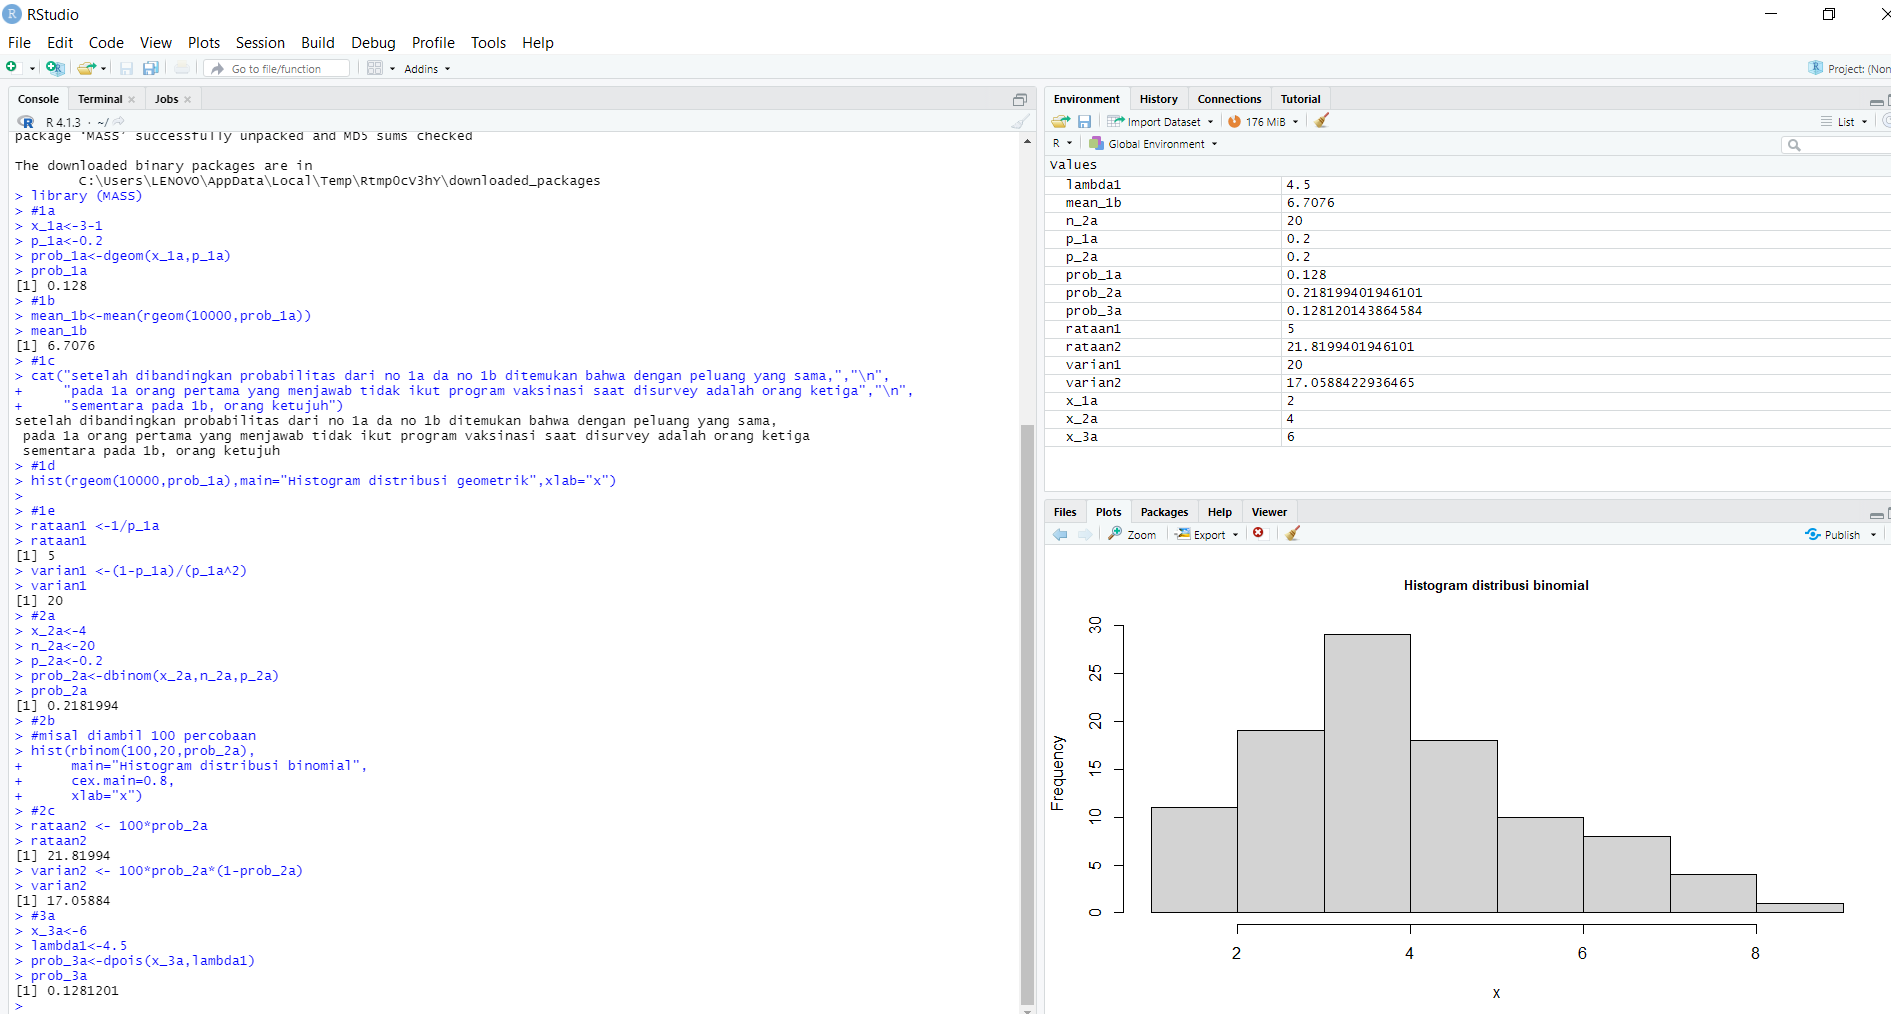 RStudio
File Edit Code View Plots Session Build Debug Profile Tools Help
Go to file/function Addins Project: (Non
Console Terminal Jobs
R 4.1.3 · ~/
package 'MASS' successfully unpacked and MD5 sums checked
The downloaded binary packages are in
C:\Users\LENOVO\AppData\Local\Temp\Rtmp0cV3hY\downloaded_packages
> library (MASS)
> #1a
> x_1a<-3-1
> p_1a<-0.2
> prob_1a<-dgeom(x_1a,p_1a)
> prob_1a
[1] 0.128
> #1b
> mean_1b<-mean(rgeom(10000,prob_1a))
> mean_1b
[1] 6.7076
> #1c
> cat("setelah dibandingkan probabilitas dari no 1a da no 1b ditemukan bahwa dengan peluang yang sama,","\n",
+ "pada 1a orang pertama yang menjawab tidak ikut program vaksinasi saat disurvey adalah orang ketiga","\n",
+ "sementara pada 1b, orang ketujuh")
setelah dibandingkan probabilitas dari no 1a da no 1b ditemukan bahwa dengan peluang yang sama,
pada 1a orang pertama yang menjawab tidak ikut program vaksinasi saat disurvey adalah orang ketiga
sementara pada 1b, orang ketujuh
> #1d
> hist(rgeom(10000,prob_1a),main="Histogram distribusi geometrik",xlab="x")
>
> #1e
> rataan1 <-1/p_1a
> rataan1
[1] 5
> varian1 <-(1-p_1a)/(p_1a^2)
> varian1
[1] 20
> #2a
> x_2a<-4
> n_2a<-20
> p_2a<-0.2
> prob_2a<-dbinom(x_2a,n_2a,p_2a)
> prob_2a
[1] 0.2181994
> #2b
> #misal diambil 100 percobaan
> hist(rbinom(100,20,prob_2a),
+ main="Histogram distribusi binomial",
+ cex.main=0.8,
+ xlab="x")
> #2c
> rataan2 <- 100*prob_2a
> rataan2
[1] 21.81994
> varian2 <- 100*prob_2a*(1-prob_2a)
> varian2
[1] 17.05884
> #3a
> x_3a<-6
> lambda1<-4.5
> prob_3a<-dpois(x_3a,lambda1)
> prob_3a
[1] 0.1281201
>
Environment History Connections Tutorial
Import Dataset 176 MiB List
R Global Environment
Values
lambda1 4.5
mean_1b 6.7076
n_2a 20
p_1a 0.2
p_2a 0.2
prob_1a 0.128
prob_2a 0.218199401946101
prob_3a 0.128120143864584
rataan1 5
rataan2 21.8199401946101
varian1 20
varian2 17.0588422936465
x_1a 2
x_2a 4
x_3a 6
Files Plots Packages Help Viewer
Zoom Export Publish
Histogram distribusi binomial
Frequency
30
25
20
15
10
5
0
2 4 6 8
x